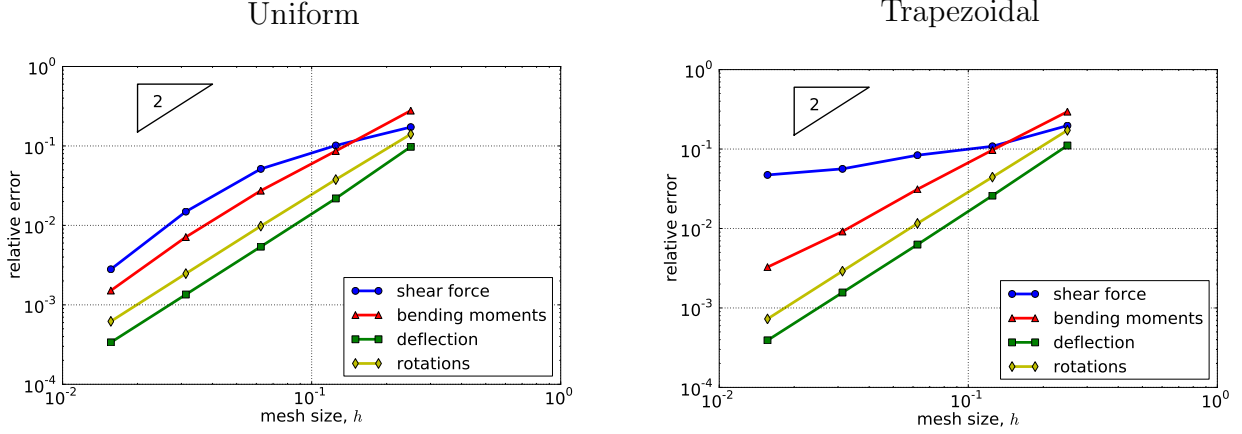 Uniform
10^0
10^-1
10^-2
10^-3
10^-4
relative error
2
shear force
bending moments
deflection
rotations
10^-2
10^-1
10^0
mesh size, h
Trapezoidal
10^0
10^-1
10^-2
10^-3
10^-4
relative error
2
shear force
bending moments
deflection
rotations
10^-2
10^-1
10^0
mesh size, h